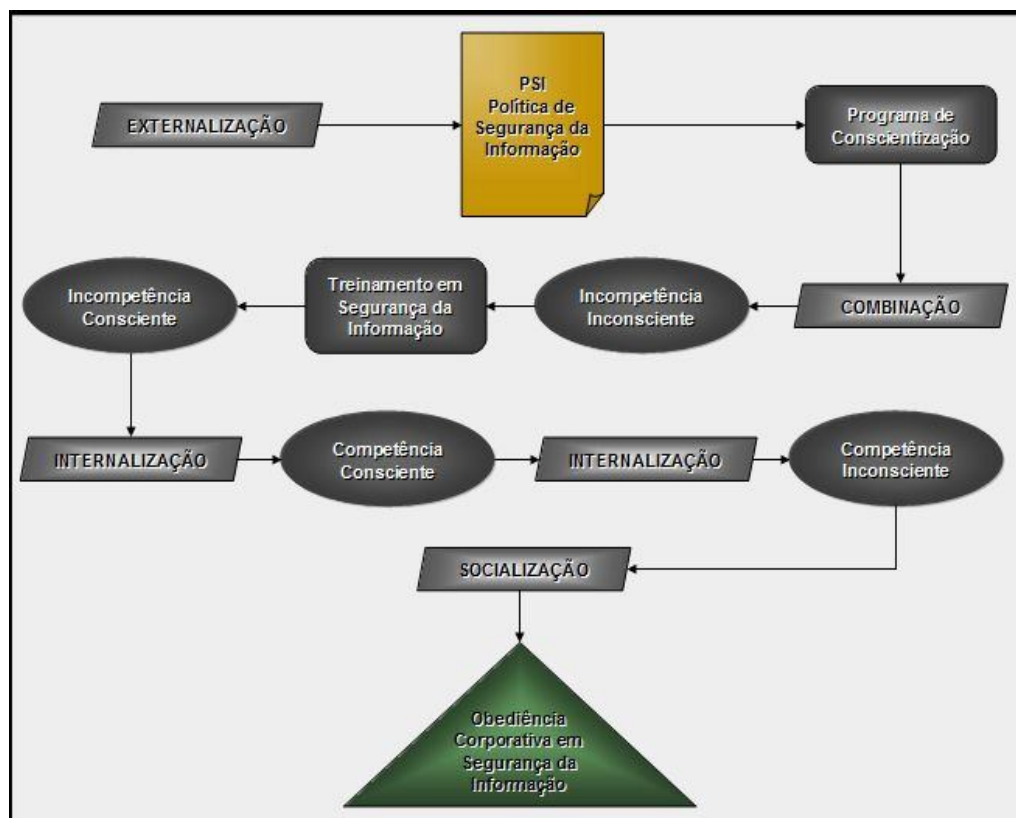 EXTERNALIZAÇÃO
PSI
Política de
Segurança da
Informação
Programa de
Conscientização
COMBINAÇÃO
Incompetência
Inconsciente
Treinamento em
Segurança da
Informação
Incompetência
Consciente
INTERNALIZAÇÃO
Competência
Consciente
INTERNALIZAÇÃO
Competência
Inconsciente
SOCIALIZAÇÃO
Obediência
Corporativa em
Segurança da
Informação